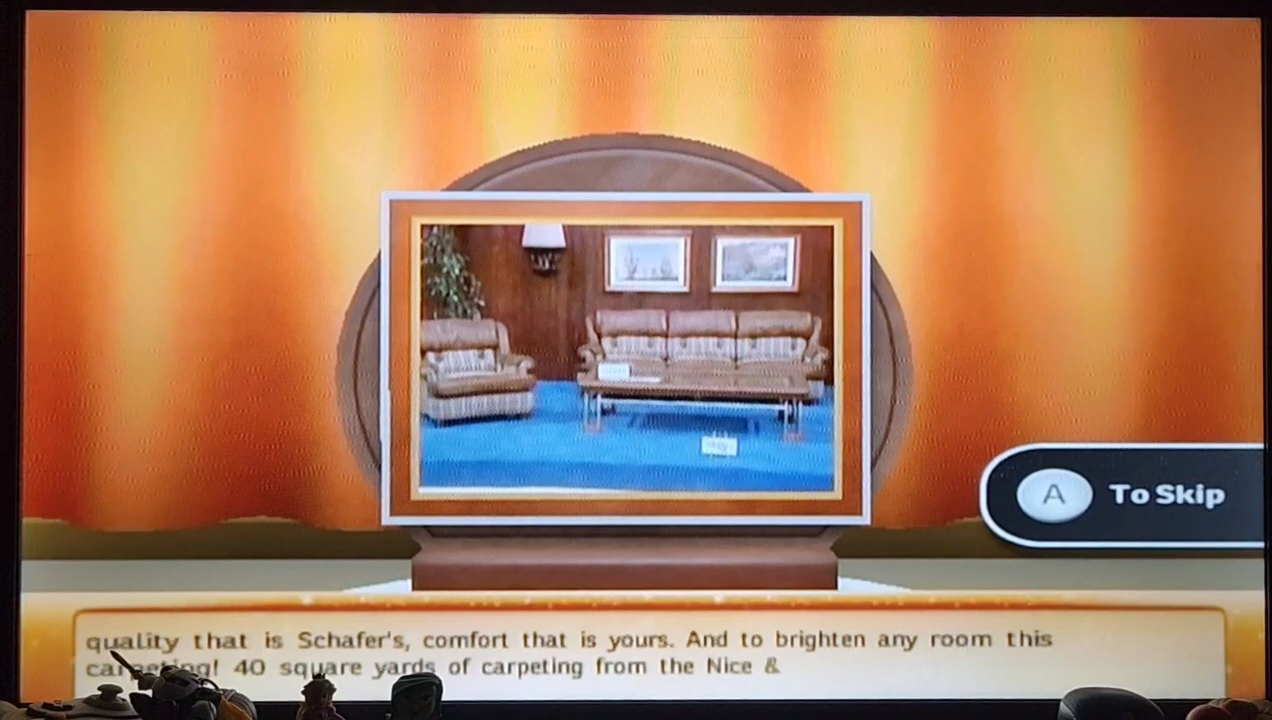 A To Skip
quality that is Schafer's, comfort that is yours. And to brighten any room this
carpeting! 40 square yards of carpeting from the Nice &